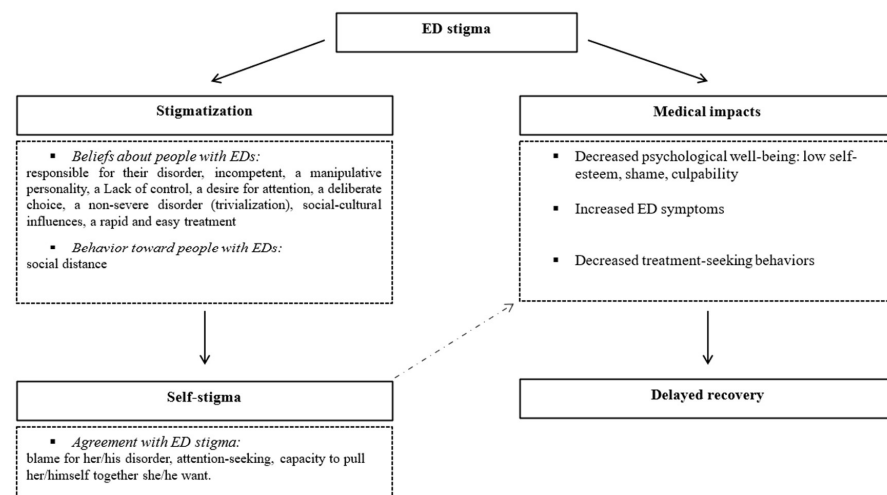 ED stigma
Stigmatization
▪ Beliefs about people with EDs:
responsible for their disorder, incompetent, a manipulative
personality, a Lack of control, a desire for attention, a deliberate
choice, a non-severe disorder (trivialization), social-cultural
influences, a rapid and easy treatment
▪ Behavior toward people with EDs:
social distance
Medical impacts
▪ Decreased psychological well-being: low self-
esteem, shame, culpability
▪ Increased ED symptoms
▪ Decreased treatment-seeking behaviors
Self-stigma
▪ Agreement with ED stigma:
blame for her/his disorder, attention-seeking, capacity to pull
her/himself together she/he want.
Delayed recovery